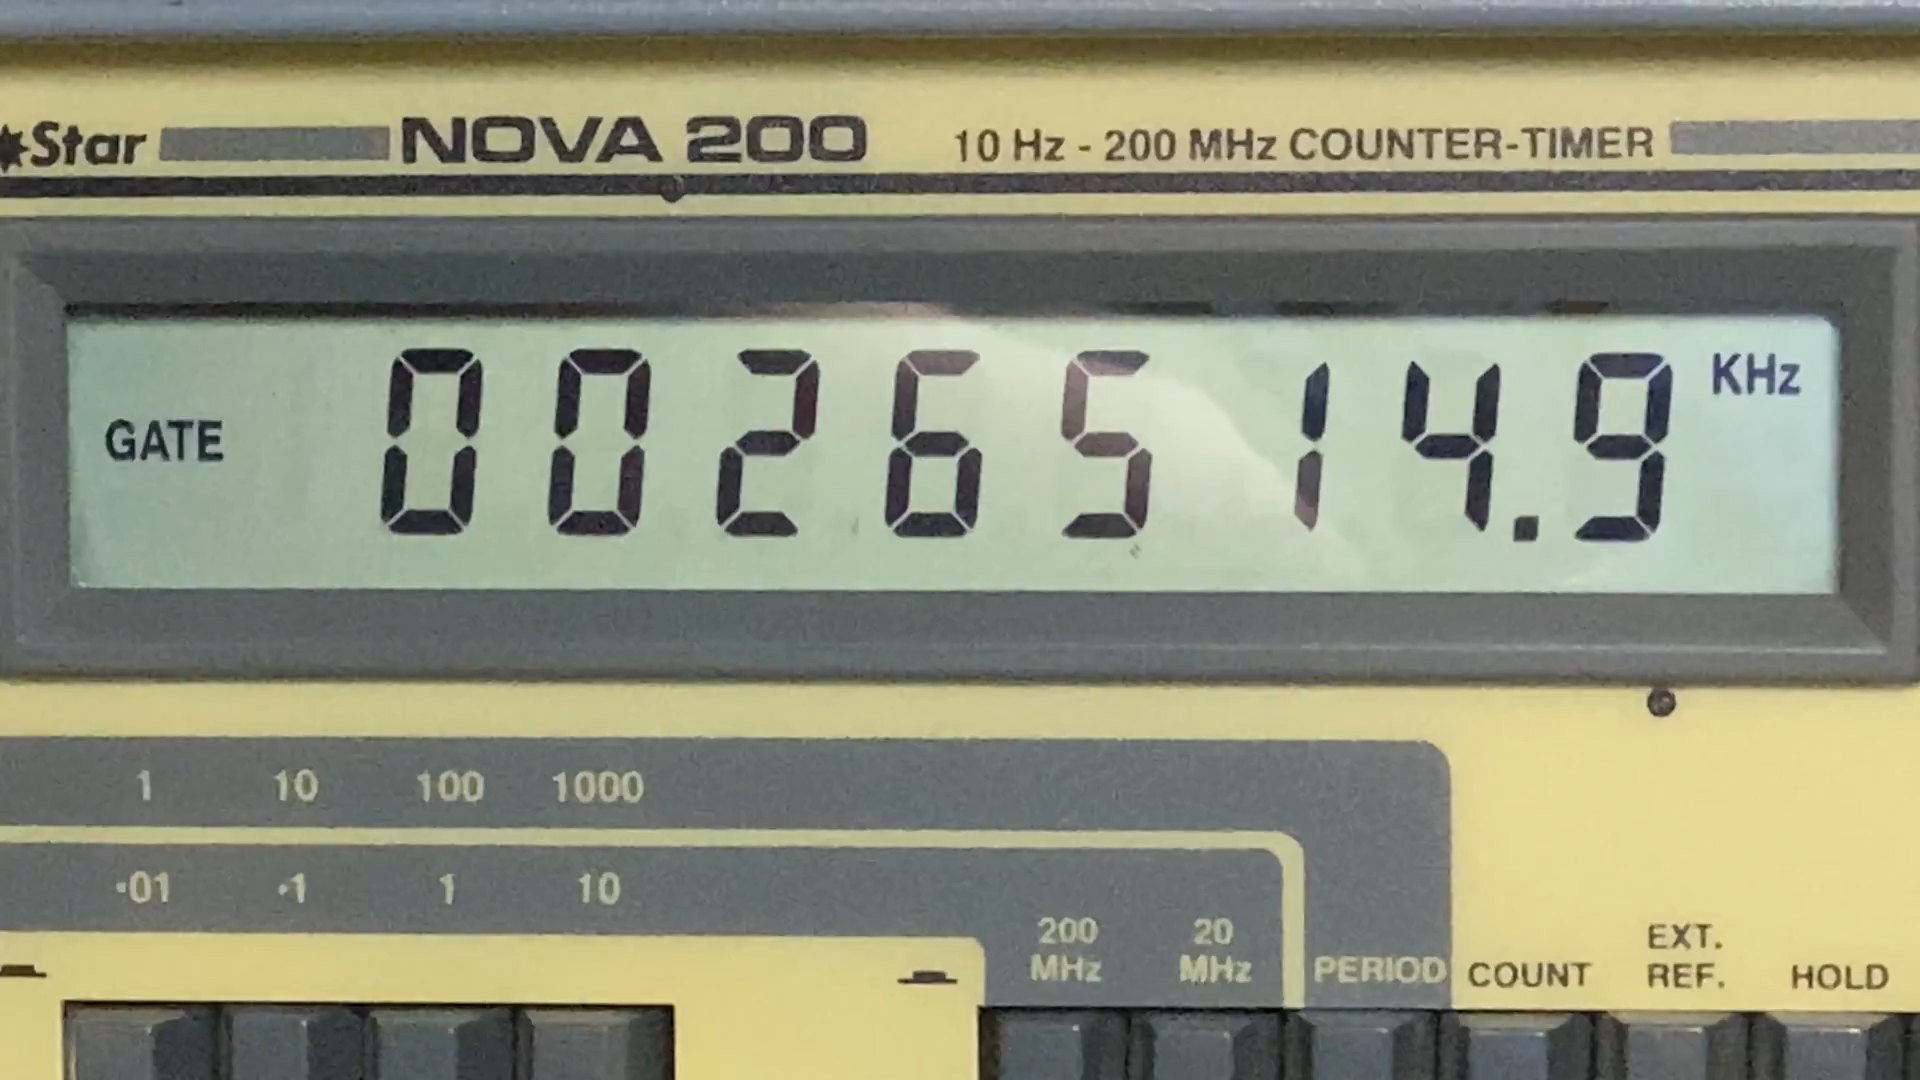 Star NOVA 200 10 Hz - 200 MHz COUNTER-TIMER
GATE 0026514.9 KHz
1 10 100 1000
·01 ·1 1 10
200 MHz 20 MHz PERIOD COUNT EXT. REF. HOLD